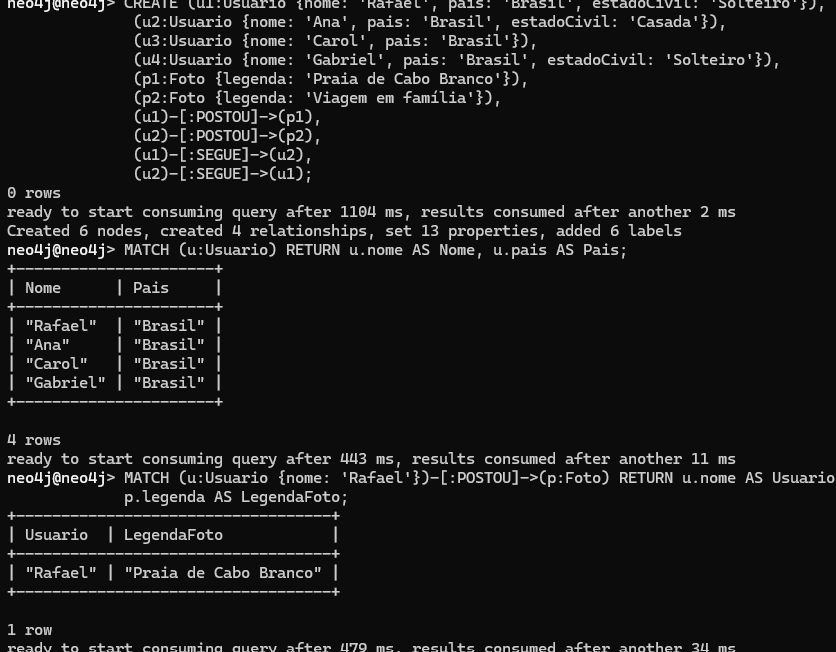 neo4j@neo4j> CREATE (u1:Usuario {nome: 'Rafael', pais: 'Brasil', estadoCivil: 'Solteiro'}),
(u2:Usuario {nome: 'Ana', pais: 'Brasil', estadoCivil: 'Casada'}),
(u3:Usuario {nome: 'Carol', pais: 'Brasil'}),
(u4:Usuario {nome: 'Gabriel', pais: 'Brasil', estadoCivil: 'Solteiro'}),
(p1:Foto {legenda: 'Praia de Cabo Branco'}),
(p2:Foto {legenda: 'Viagem em família'}),
(u1)-[:POSTOU]->(p1),
(u2)-[:POSTOU]->(p2),
(u1)-[:SEGUE]->(u2),
(u2)-[:SEGUE]->(u1);
0 rows
ready to start consuming query after 1104 ms, results consumed after another 2 ms
Created 6 nodes, created 4 relationships, set 13 properties, added 6 labels
neo4j@neo4j> MATCH (u:Usuario) RETURN u.nome AS Nome, u.pais AS Pais;
+----------------------+
| Nome      | Pais     |
+----------------------+
| "Rafael"  | "Brasil" |
| "Ana"     | "Brasil" |
| "Carol"   | "Brasil" |
| "Gabriel" | "Brasil" |
+----------------------+
4 rows
ready to start consuming query after 443 ms, results consumed after another 11 ms
neo4j@neo4j> MATCH (u:Usuario {nome: 'Rafael'})-[:POSTOU]->(p:Foto) RETURN u.nome AS Usuario
p.legenda AS LegendaFoto;
+-----------------------------------+
| Usuario  | LegendaFoto            |
+-----------------------------------+
| "Rafael" | "Praia de Cabo Branco" |
+-----------------------------------+
1 row
ready to start consuming query after 479 ms, results consumed after another 34 ms